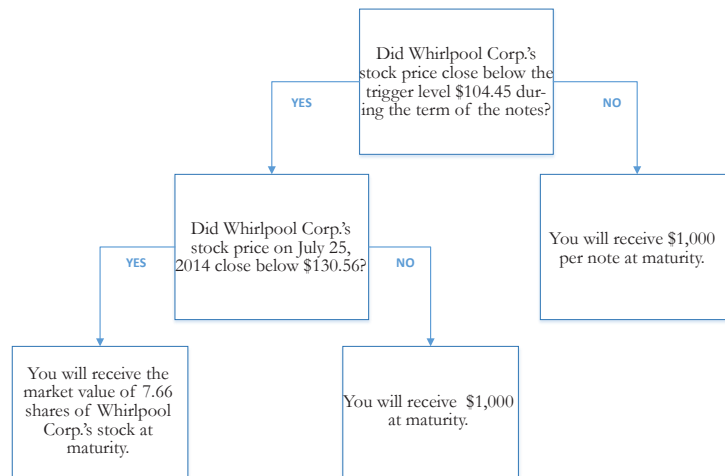 Did Whirlpool Corp.'s
stock price close below the
trigger level $104.45 dur-
ing the term of the notes?
YES
NO
Did Whirlpool Corp.'s
stock price on July 25,
2014 close below $130.56?
You will receive $1,000
per note at maturity.
YES
NO
You will receive the
market value of 7.66
shares of Whirlpool
Corp.'s stock at
maturity.
You will receive $1,000
at maturity.